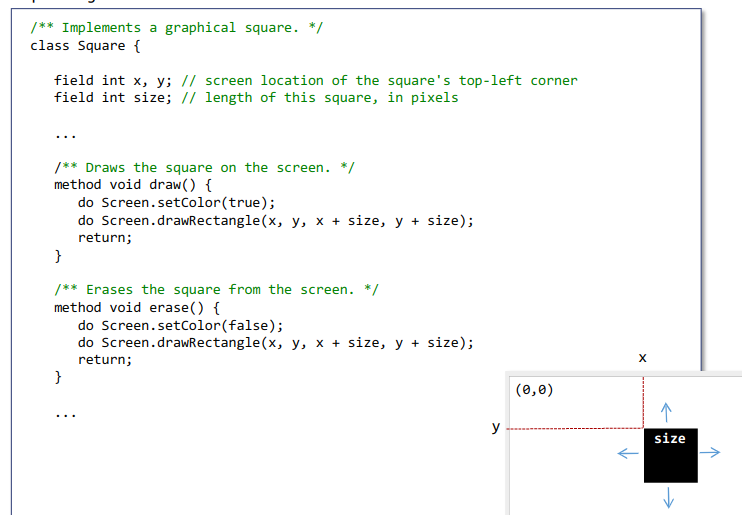 /** Implements a graphical square. */
class Square {
field int x, y; // screen location of the square's top-left corner
field int size; // length of this square, in pixels
...
/** Draws the square on the screen. */
method void draw() {
do Screen.setColor(true);
do Screen.drawRectangle(x, y, x + size, y + size);
return;
}
/** Erases the square from the screen. */
method void erase() {
do Screen.setColor(false);
do Screen.drawRectangle(x, y, x + size, y + size);
return;
}
...
x
(0,0)
y
size